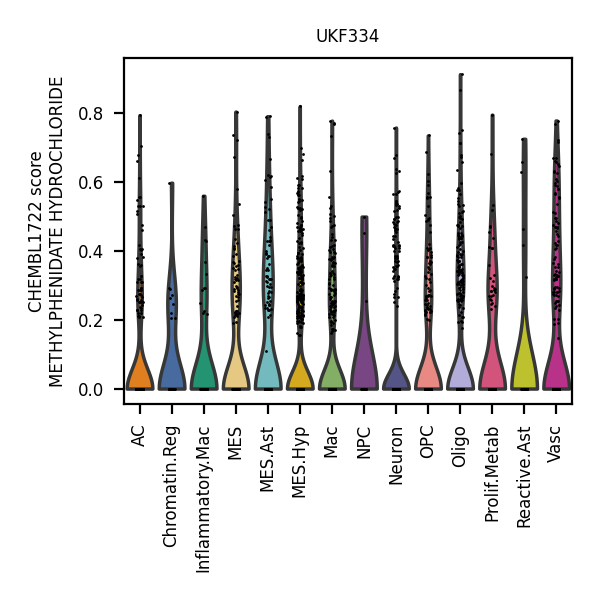 UKF334
CHEMBL1722 score
METHYLPHENIDATE HYDROCHLORIDE
0.8
0.6
0.4
0.2
0.0
AC
Chromatin.Reg
Inflammatory.Mac
MES
MES.Ast
MES.Hyp
Mac
NPC
Neuron
OPC
Oligo
Prolif.Metab
Reactive.Ast
Vasc